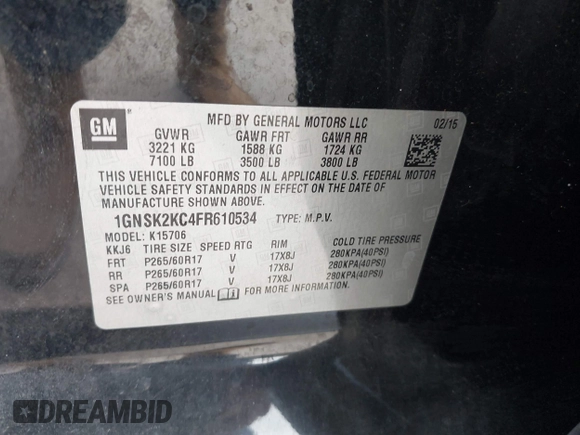 GM
MFD BY GENERAL MOTORS LLC 02/15
GVWR GAWR FRT GAWR RR
3221 KG 1588 KG 1724 KG
7100 LB 3500 LB 3800 LB
THIS VEHICLE CONFORMS TO ALL APPLICABLE U.S. FEDERAL MOTOR
VEHICLE SAFETY STANDARDS IN EFFECT ON THE DATE OF
MANUFACTURE SHOWN ABOVE.
1GNSK2KC4FR610534 TYPE: M.P.V.
MODEL: K15706
KKJ6 TIRE SIZE SPEED RTG RIM COLD TIRE PRESSURE
FRT P265/60R17 V 17X8J 280KPA(40PSI)
RR P265/60R17 V 17X8J 280KPA(40PSI)
SPA P265/60R17 V 17X8J 280KPA(40PSI)
SEE OWNER'S MANUAL FOR MORE INFORMATION.
DREAMBID